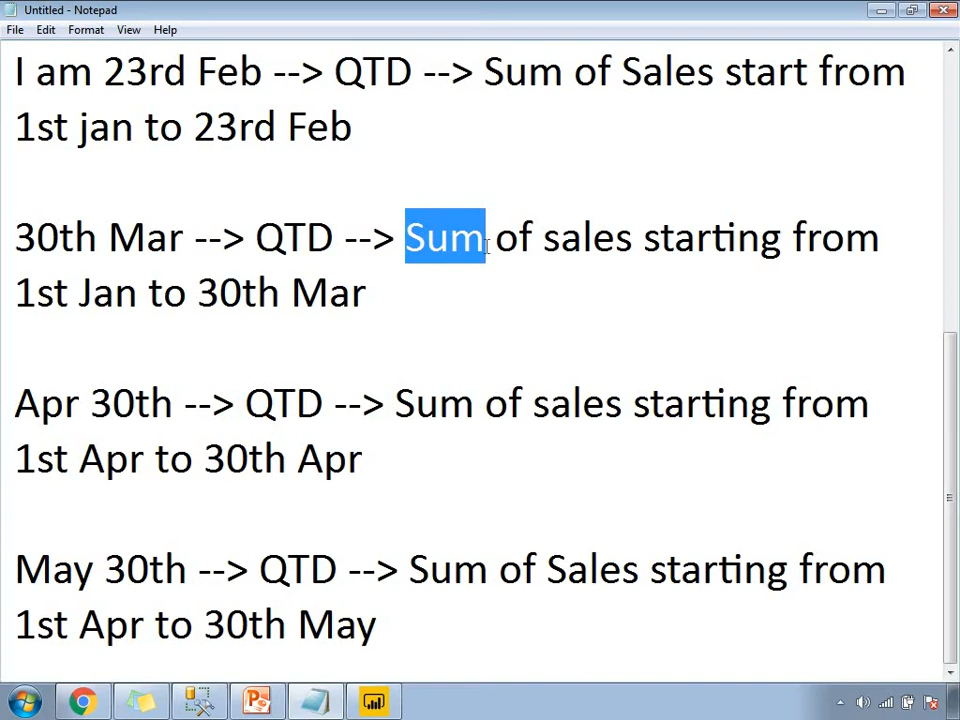 Untitled - Notepad
File Edit Format View Help
I am 23rd Feb --> QTD --> Sum of Sales start from
1st jan to 23rd Feb
30th Mar --> QTD --> Sum of sales starting from
1st Jan to 30th Mar
Apr 30th --> QTD --> Sum of sales starting from
1st Apr to 30th Apr
May 30th --> QTD --> Sum of Sales starting from
1st Apr to 30th May